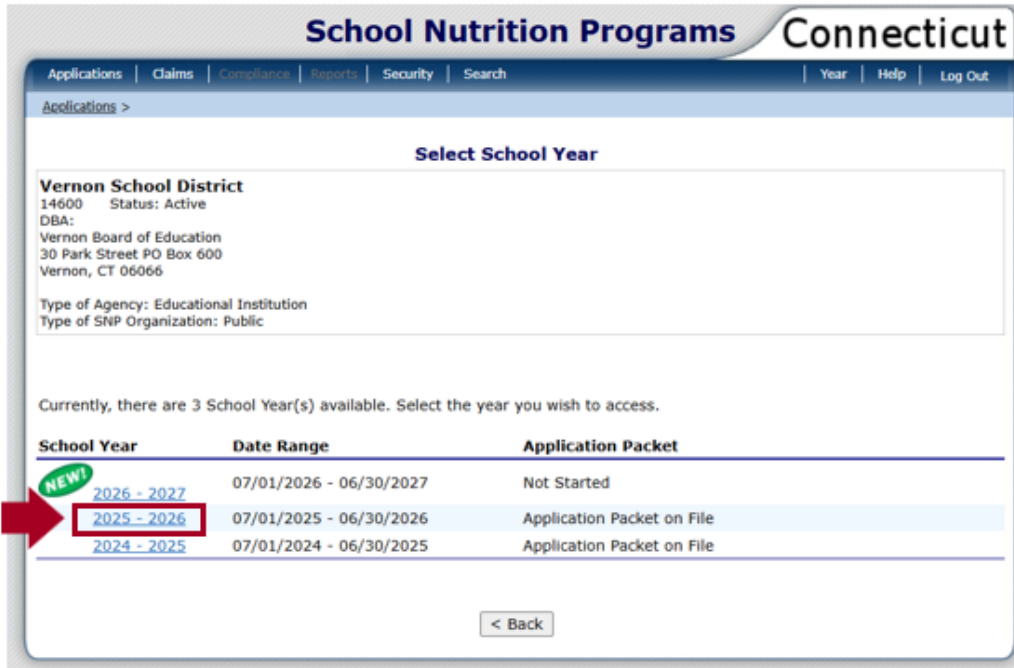 School Nutrition Programs Connecticut
Applications | Claims | Compliance | Reports | Security | Search | Year | Help | Log Out
Applications >
Select School Year
Vernon School District
14600 Status: Active
DBA:
Vernon Board of Education
30 Park Street PO Box 600
Vernon, CT 06066
Type of Agency: Educational Institution
Type of SNP Organization: Public
Currently, there are 3 School Year(s) available. Select the year you wish to access.
School Year Date Range Application Packet
NEW! 2026 - 2027 07/01/2026 - 06/30/2027 Not Started
2025 - 2026 07/01/2025 - 06/30/2026 Application Packet on File
2024 - 2025 07/01/2024 - 06/30/2025 Application Packet on File
< Back